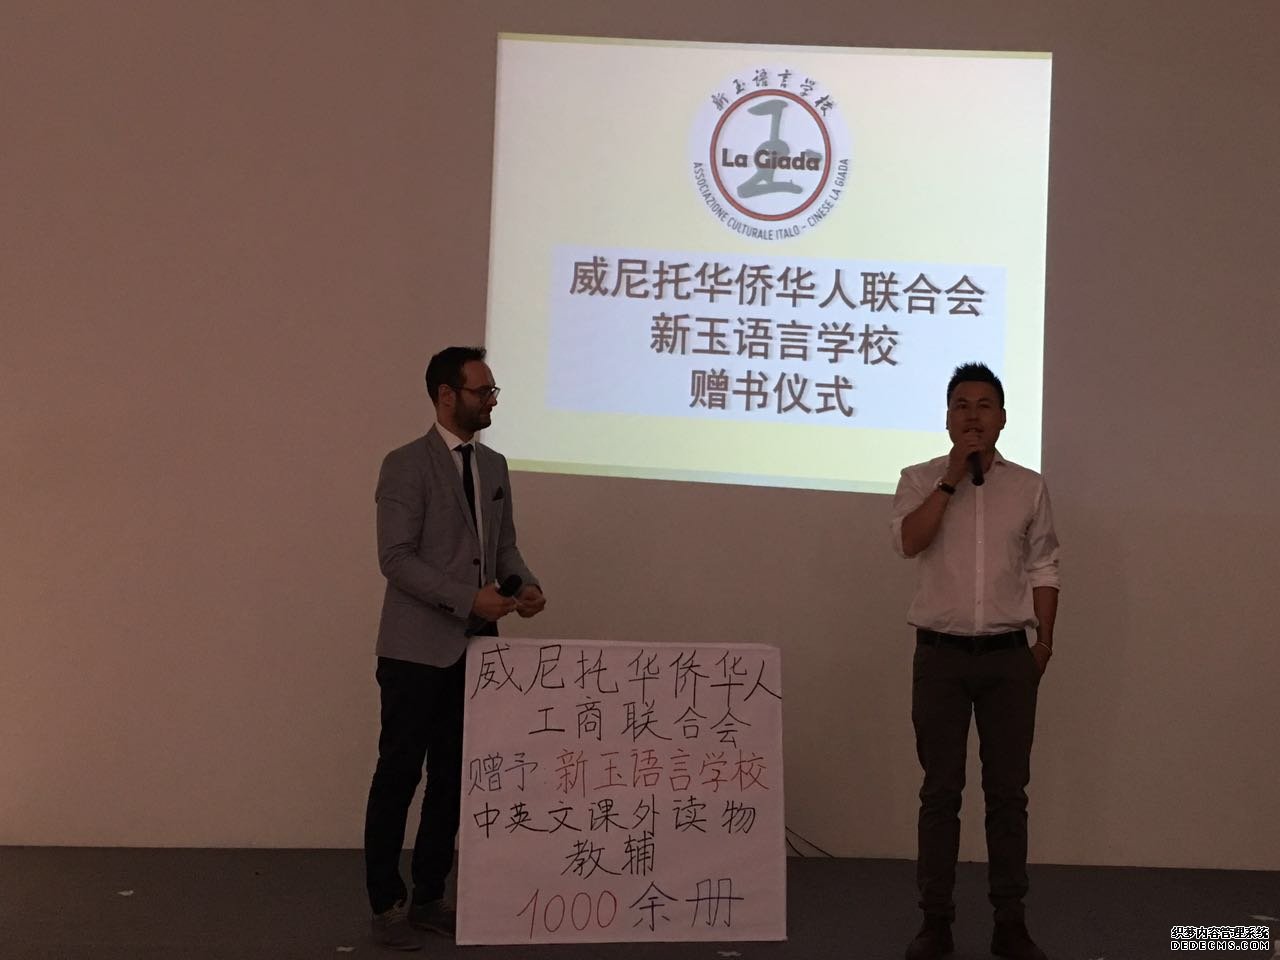 新玉语言学校
La Giada
ASSOCIAZIONE CULTURALE ITALO - CINESE LA GIADA
威尼托华侨华人联合会
新玉语言学校
赠书仪式
威尼托华侨华人
工商联合会
赠予:新玉语言学校
中英文课外读物
教辅
1000余册
织梦内容管理系统
DEDECMS.COM